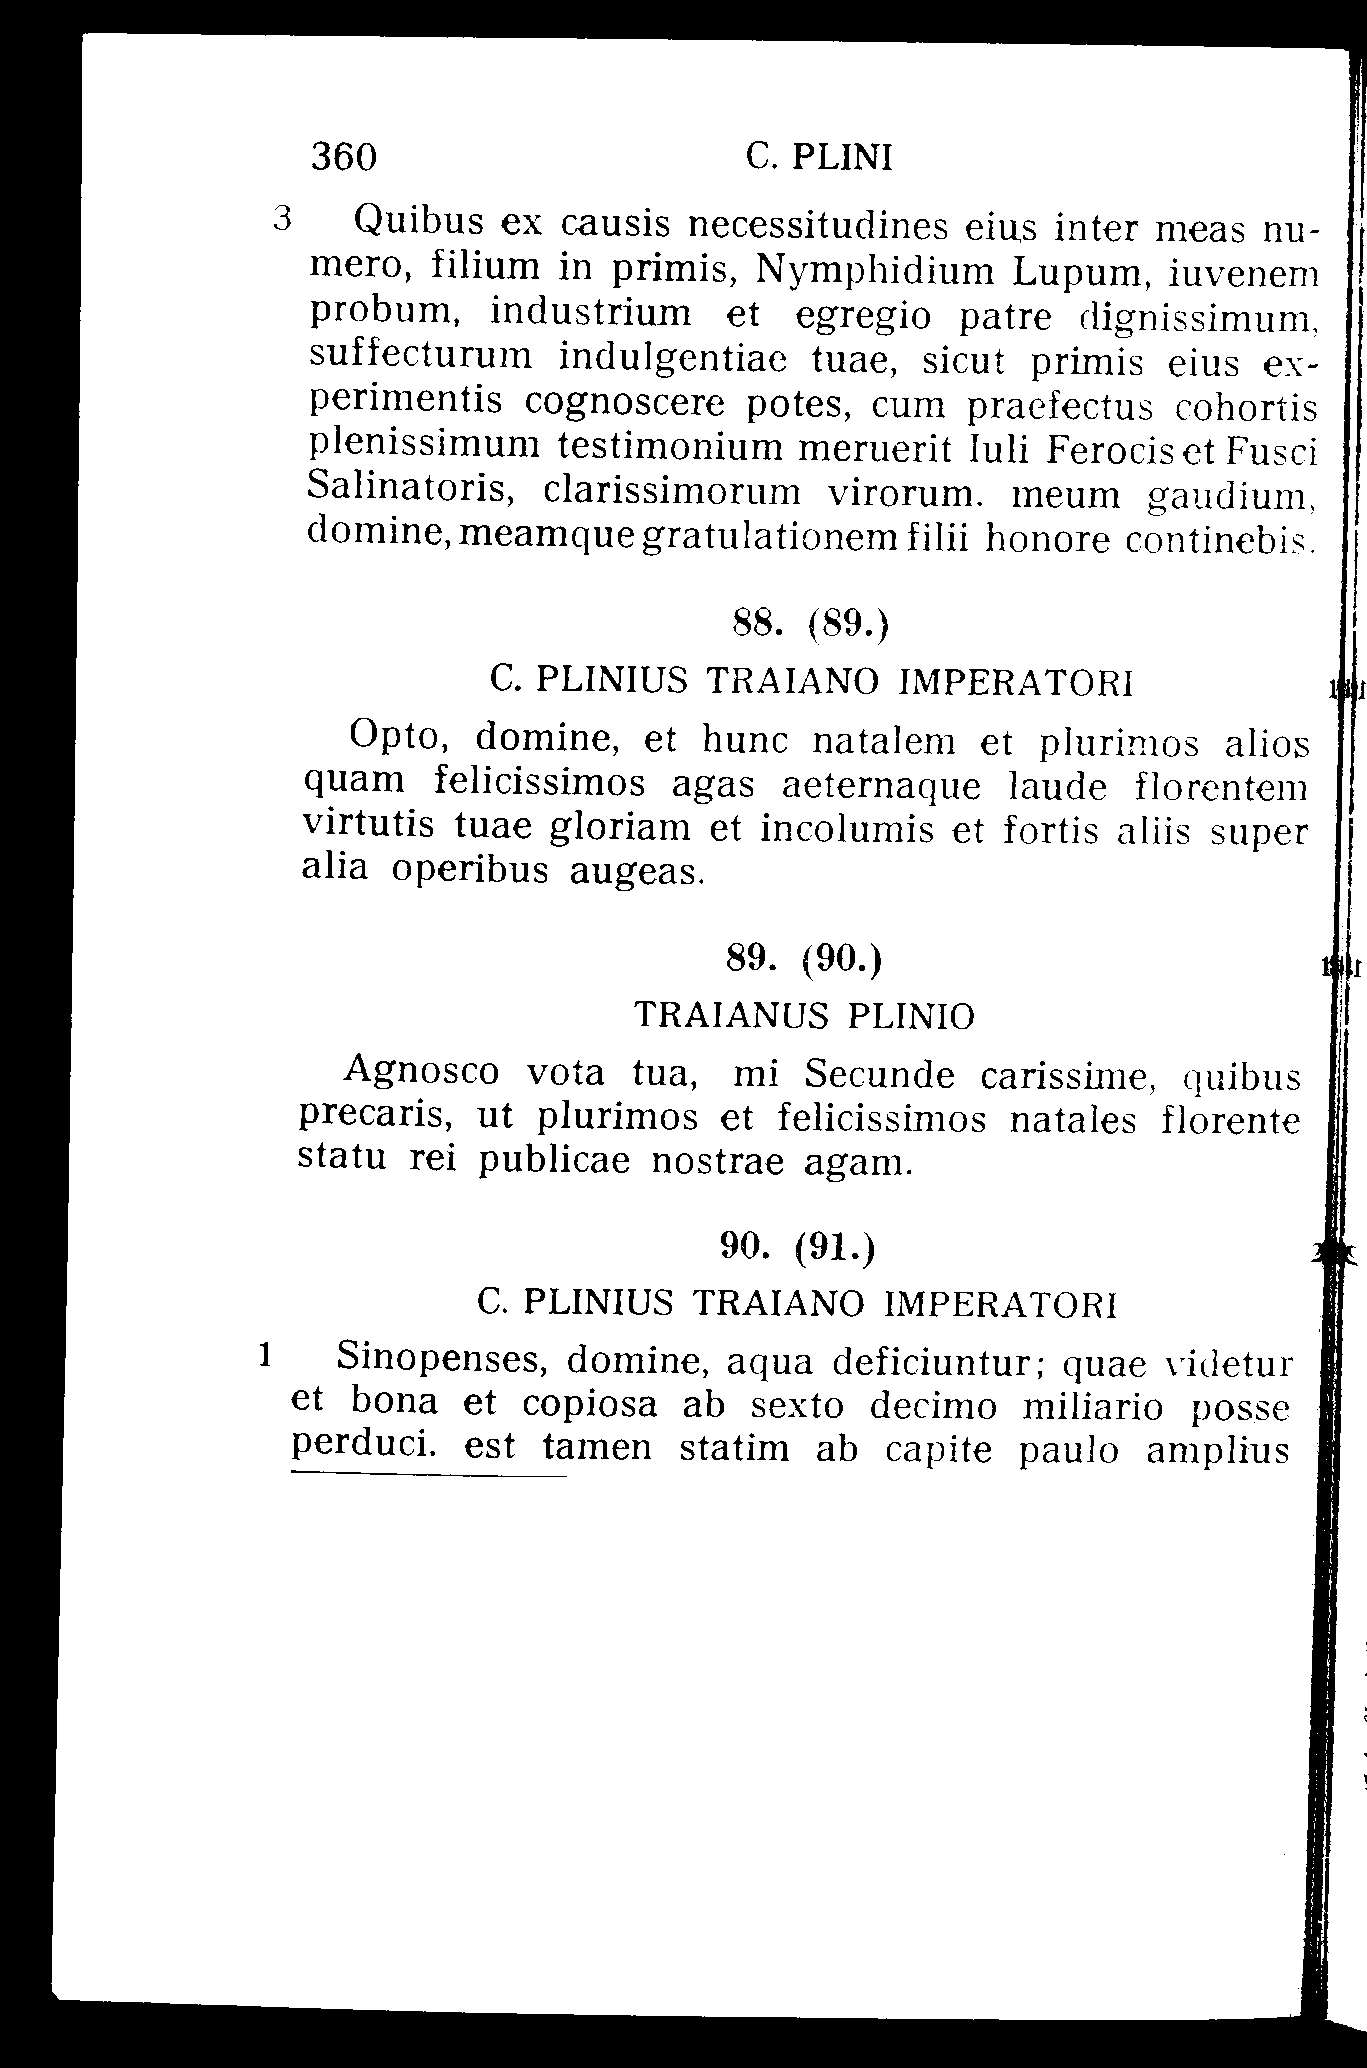 360 C. PLINI
3 Quibus ex causis necessitudines eius inter meas nu-
mero, filium in primis, Nymphidium Lupum, iuvenem
probum, industrium et egregio patre dignissimum,
suffecturum indulgentiae tuae, sicut primis eius ex-
perimentis cognoscere potes, cum praefectus cohortis
plenissimum testimonium meruerit Iuli Ferocis et Fusci
Salinatoris, clarissimorum virorum. meum gaudium,
domine, meamque gratulationem filii honore continebis.
88. (89.)
C. PLINIUS TRAIANO IMPERATORI
Opto, domine, et hunc natalem et plurimos alios
quam felicissimos agas aeternaque laude florentem
virtutis tuae gloriam et incolumis et fortis aliis super
alia operibus augeas.
89. (90.)
TRAIANUS PLINIO
Agnosco vota tua, mi Secunde carissime, quibus
precaris, ut plurimos et felicissimos natales florente
statu rei publicae nostrae agam.
90. (91.)
C. PLINIUS TRAIANO IMPERATORI
1 Sinopenses, domine, aqua deficiuntur; quae videtur
et bona et copiosa ab sexto decimo miliario posse
perduci. est tamen statim ab capite paulo amplius